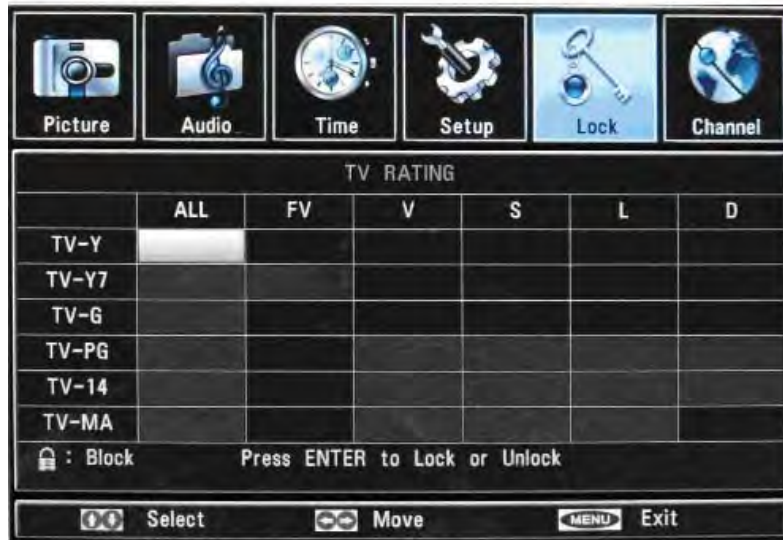 Picture Audio Time Setup Lock Channel
TV RATING
ALL FV V S L D
TV-Y
TV-Y7
TV-G
TV-PG
TV-14
TV-MA
: Block Press ENTER to Lock or Unlock
Select Move MENU Exit